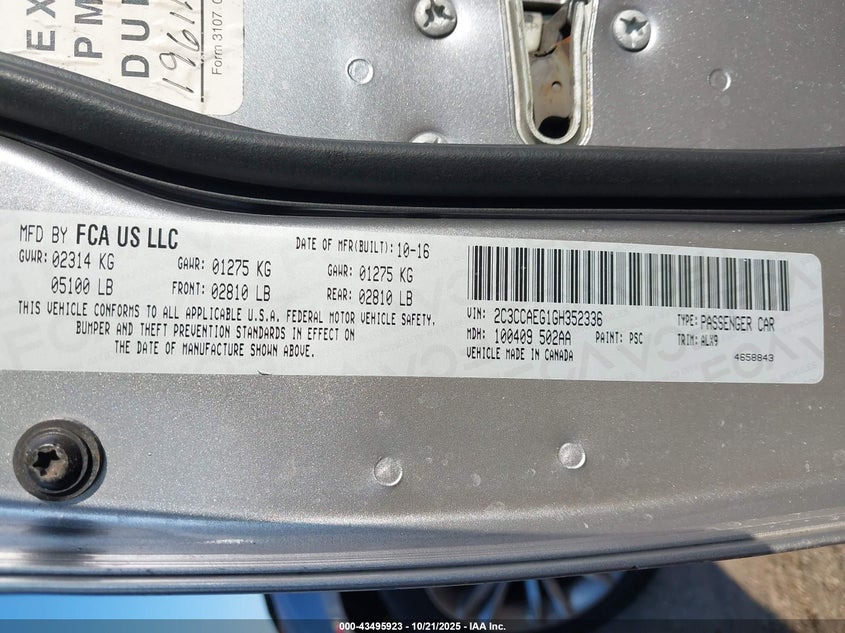 EX
PM
DU
1961
Form 3107
MFD BY FCA US LLC
DATE OF MFR(BUILT): 10-16
GVWR: 02314 KG GAWR: 01275 KG GAWR: 01275 KG
05100 LB FRONT: 02810 LB REAR: 02810 LB
THIS VEHICLE CONFORMS TO ALL APPLICABLE U.S.A. FEDERAL MOTOR VEHICLE SAFETY,
BUMPER AND THEFT PREVENTION STANDARDS IN EFFECT ON
THE DATE OF MANUFACTURE SHOWN ABOVE.
VIN: 2C3CCAEG1GH352336 TYPE: PASSENGER CAR
MDH: 100409 502AA PAINT: PSC TRIM: ALX9
VEHICLE MADE IN CANADA 4658843
000-43495923 - 10/21/2025 - IAA Inc.